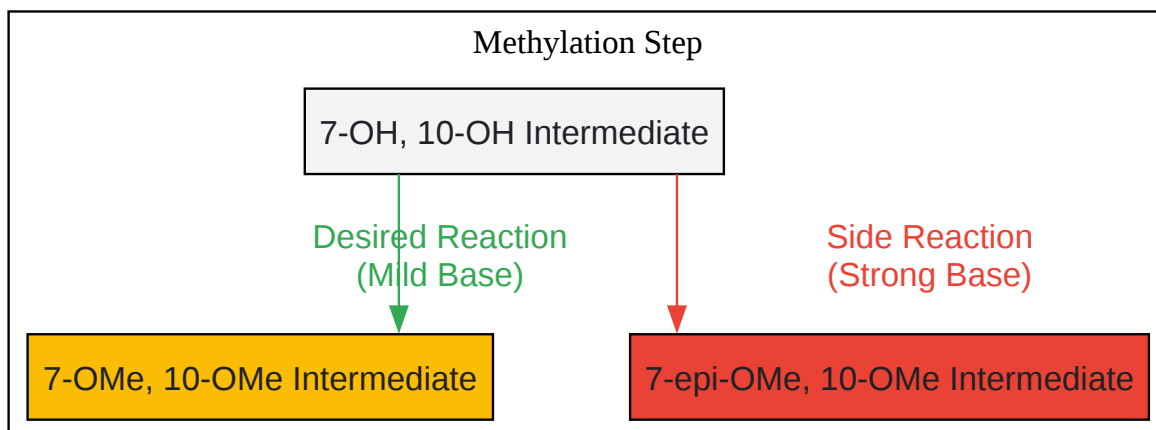 Methylation Step
7-OH, 10-OH Intermediate
Desired Reaction
(Mild Base)
Side Reaction
(Strong Base)
7-OMe, 10-OMe Intermediate
7-epi-OMe, 10-OMe Intermediate